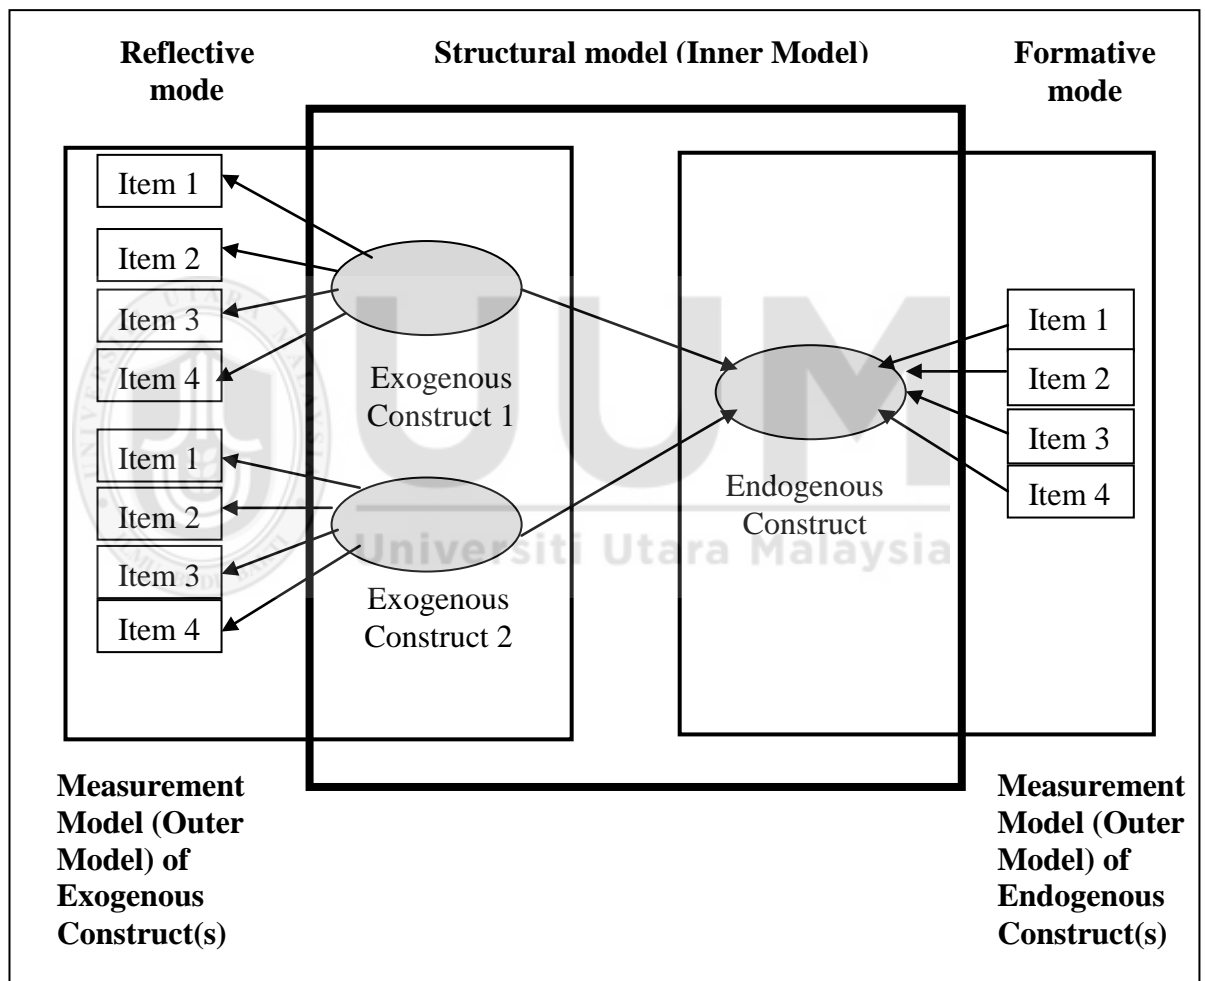 Reflective
mode
Structural model (Inner Model)
Formative
mode
Item 1
Item 2
Item 3
Item 4
Exogenous
Construct 1
Item 1
Item 2
Item 3
Item 4
Exogenous
Construct 2
Endogenous
Construct
Item 1
Item 2
Item 3
Item 4
UUM
Universiti Utara Malaysia
Measurement
Model (Outer
Model) of
Exogenous
Construct(s)
Measurement
Model (Outer
Model) of
Endogenous
Construct(s)